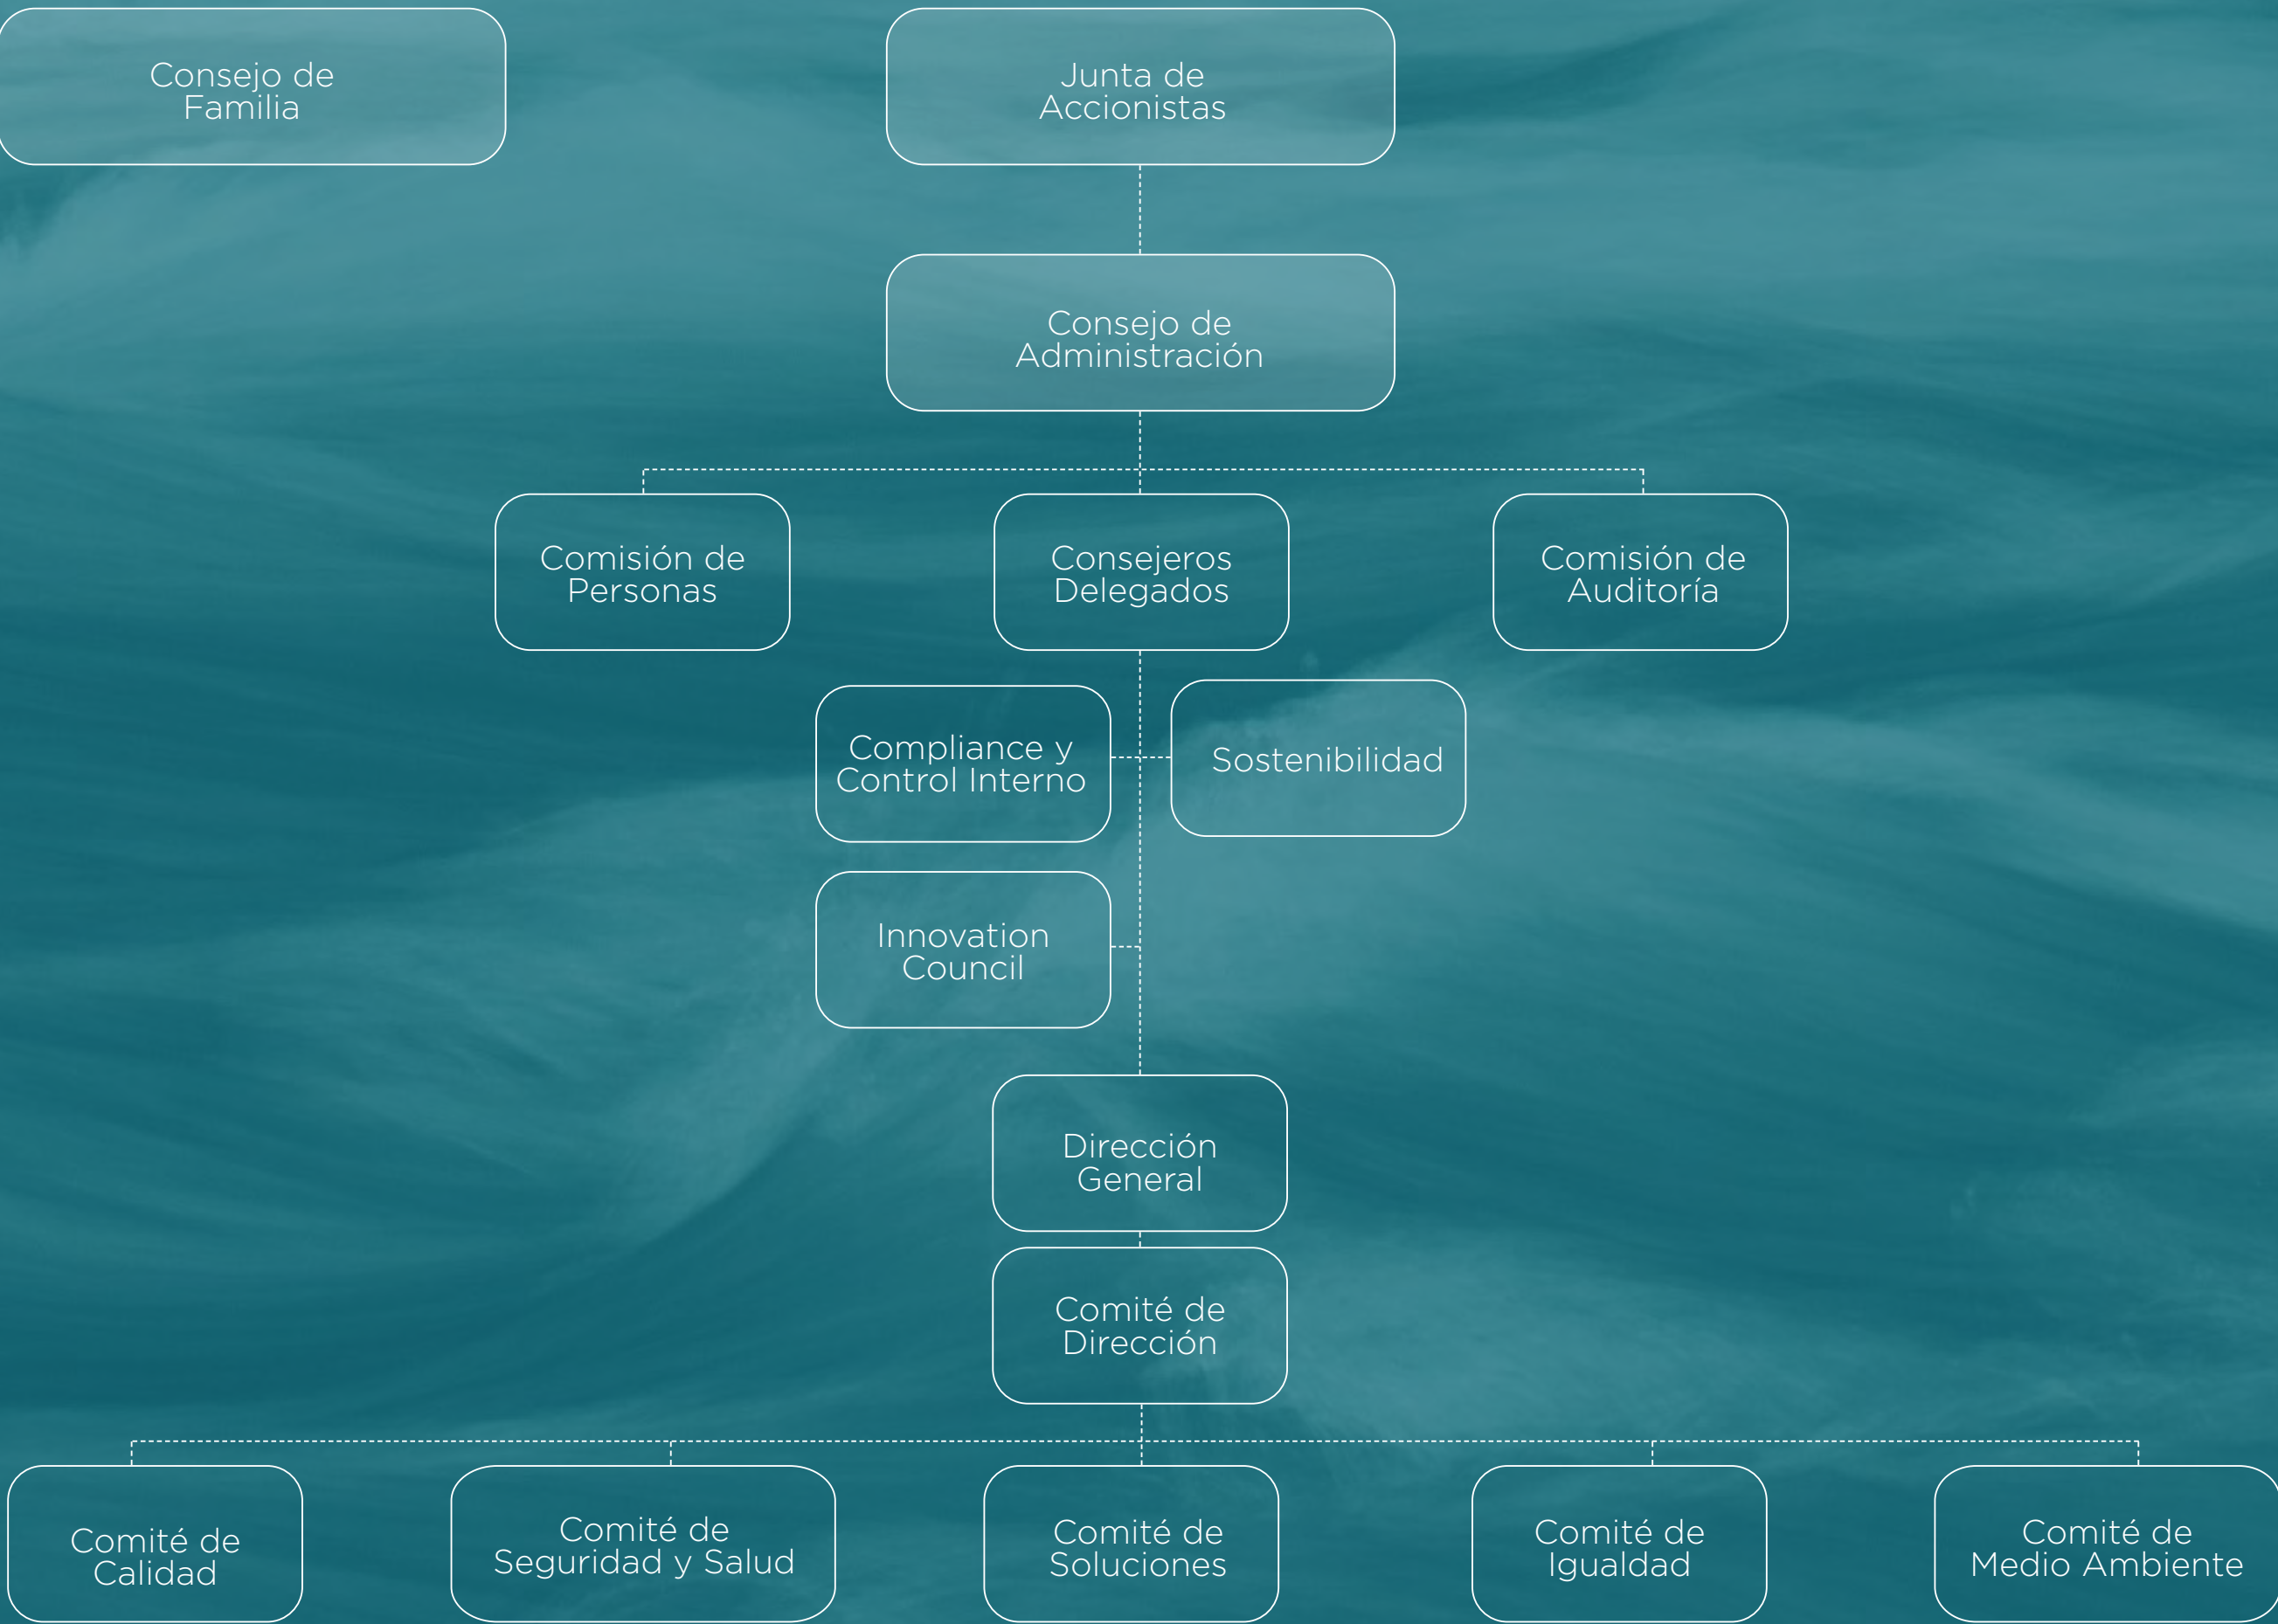 Consejo de
Familia
Junta de
Accionistas
Consejo de
Administración
Comisión de
Personas
Consejeros
Delegados
Comisión de
Auditoría
Compliance y
Control Interno
Sostenibilidad
Innovation
Council
Dirección
General
Comité de
Dirección
Comité de
Calidad
Comité de
Seguridad y Salud
Comité de
Soluciones
Comité de
Igualdad
Comité de
Medio Ambiente